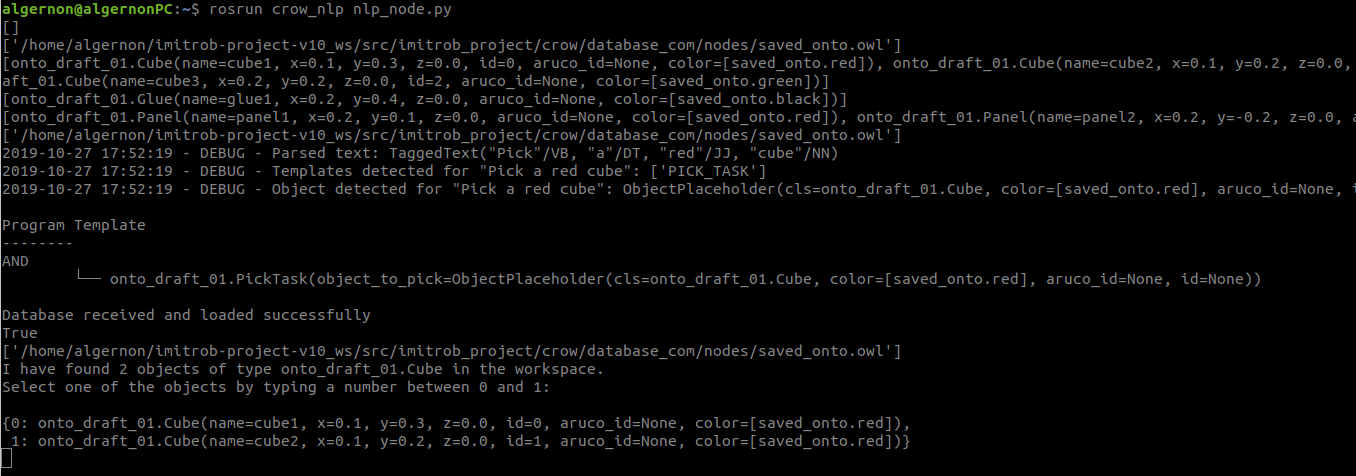 algernon@algernonPC:~$ rosrun crow_nlp nlp_node.py
[]
['/home/algernon/imitrob-project-v10_ws/src/imitrob_project/crow/database_com/nodes/saved_onto.owl']
[onto_draft_01.Cube(name=cube1, x=0.1, y=0.3, z=0.0, id=0, aruco_id=None, color=[saved_onto.red]), onto_draft_01.Cube(name=cube2, x=0.1, y=0.2, z=0.0,
aft_01.Cube(name=cube3, x=0.2, y=0.2, z=0.0, id=2, aruco_id=None, color=[saved_onto.green])]
[onto_draft_01.Glue(name=glue1, x=0.2, y=0.4, z=0.0, aruco_id=None, color=[saved_onto.black])]
[onto_draft_01.Panel(name=panel1, x=0.2, y=0.1, z=0.0, aruco_id=None, color=[saved_onto.red]), onto_draft_01.Panel(name=panel2, x=0.2, y=-0.2, z=0.0, a
['/home/algernon/imitrob-project-v10_ws/src/imitrob_project/crow/database_com/nodes/saved_onto.owl']
2019-10-27 17:52:19 - DEBUG - Parsed text: TaggedText("Pick"/VB, "a"/DT, "red"/JJ, "cube"/NN)
2019-10-27 17:52:19 - DEBUG - Templates detected for "Pick a red cube": ['PICK_TASK']
2019-10-27 17:52:19 - DEBUG - Object detected for "Pick a red cube": ObjectPlaceholder(cls=onto_draft_01.Cube, color=[saved_onto.red], aruco_id=None, i
Program Template
--------
AND
└── onto_draft_01.PickTask(object_to_pick=ObjectPlaceholder(cls=onto_draft_01.Cube, color=[saved_onto.red], aruco_id=None, id=None))
Database received and loaded successfully
True
['/home/algernon/imitrob-project-v10_ws/src/imitrob_project/crow/database_com/nodes/saved_onto.owl']
I have found 2 objects of type onto_draft_01.Cube in the workspace.
Select one of the objects by typing a number between 0 and 1:
{0: onto_draft_01.Cube(name=cube1, x=0.1, y=0.3, z=0.0, id=0, aruco_id=None, color=[saved_onto.red]),
1: onto_draft_01.Cube(name=cube2, x=0.1, y=0.2, z=0.0, id=1, aruco_id=None, color=[saved_onto.red])}